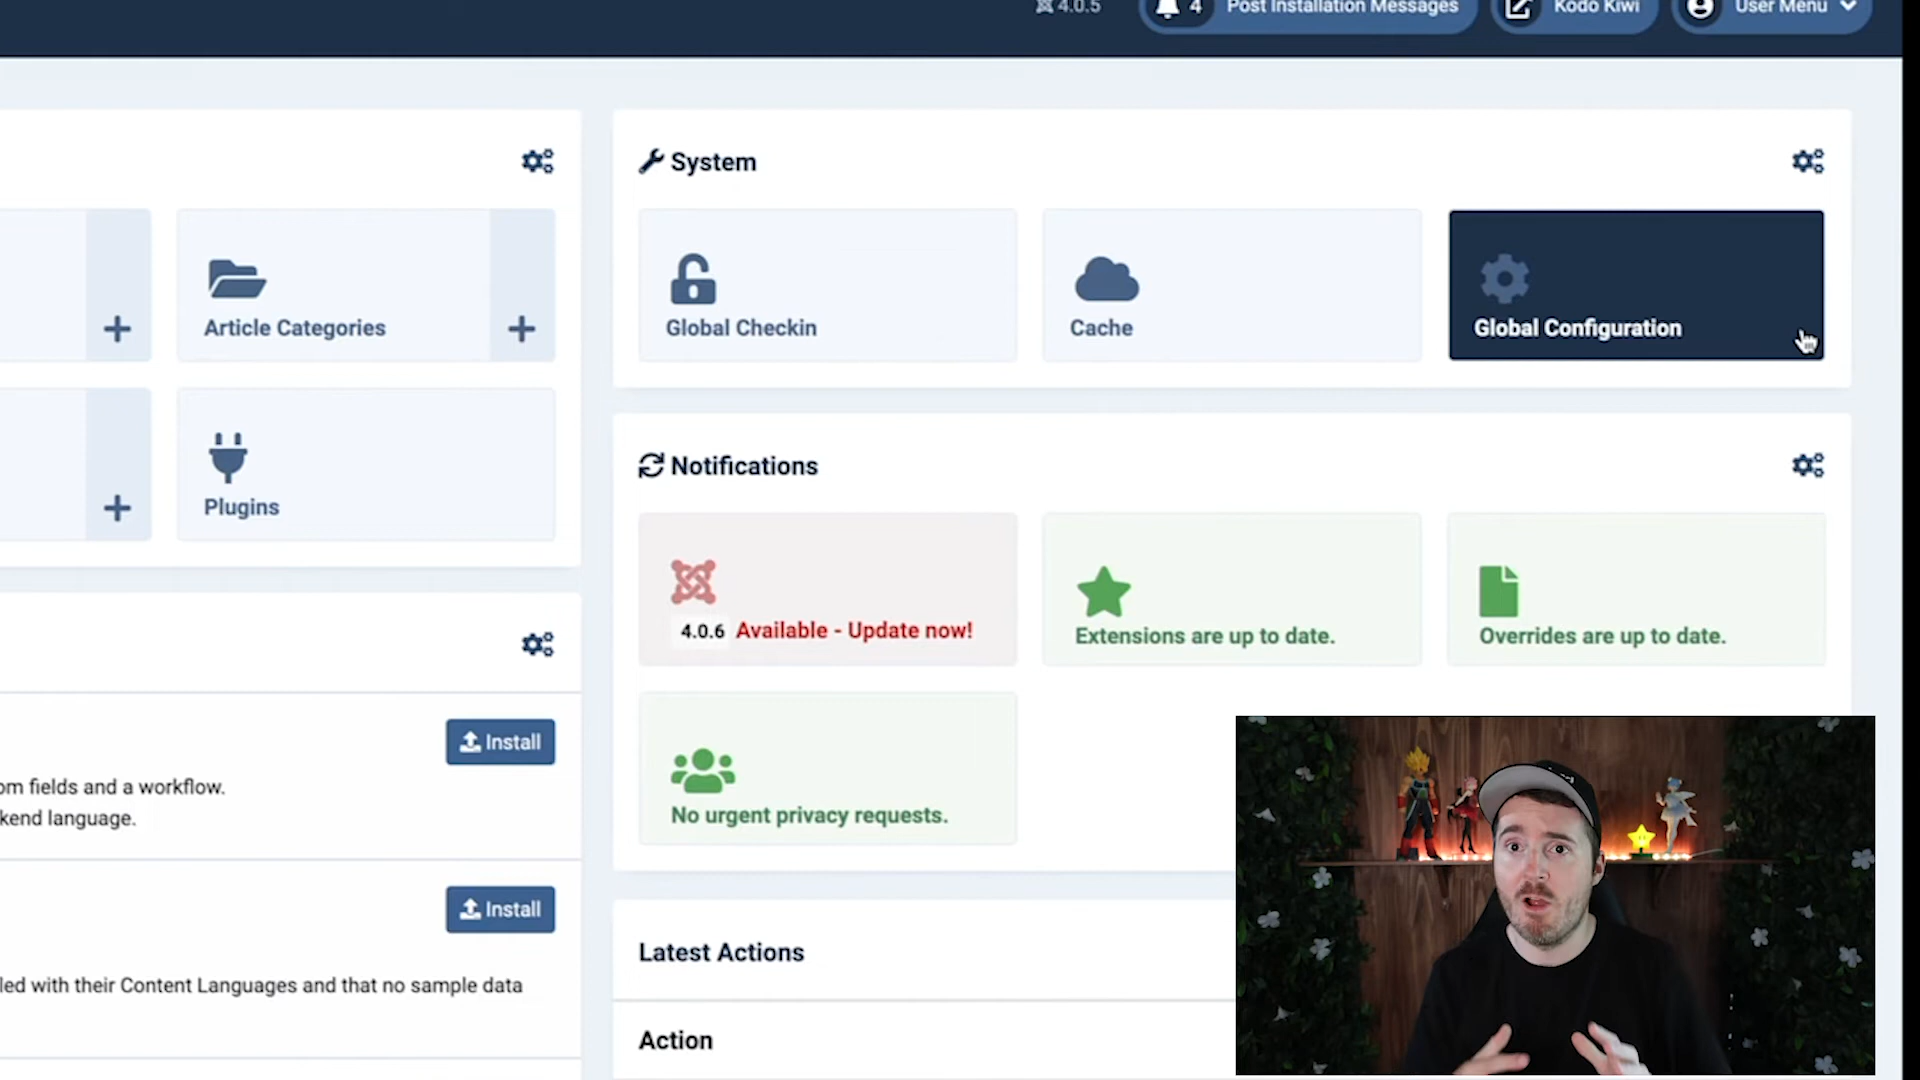 4.0.5
4
Post Installation Messages
Kodo Kiwi
User Menu
System
Article Categories
Global Checkin
Cache
Global Configuration
Plugins
Notifications
4.0.6 Available - Update now!
Extensions are up to date.
Overrides are up to date.
No urgent privacy requests.
Install
om fields and a workflow.
kend language.
Install
led with their Content Languages and that no sample data
Latest Actions
Action